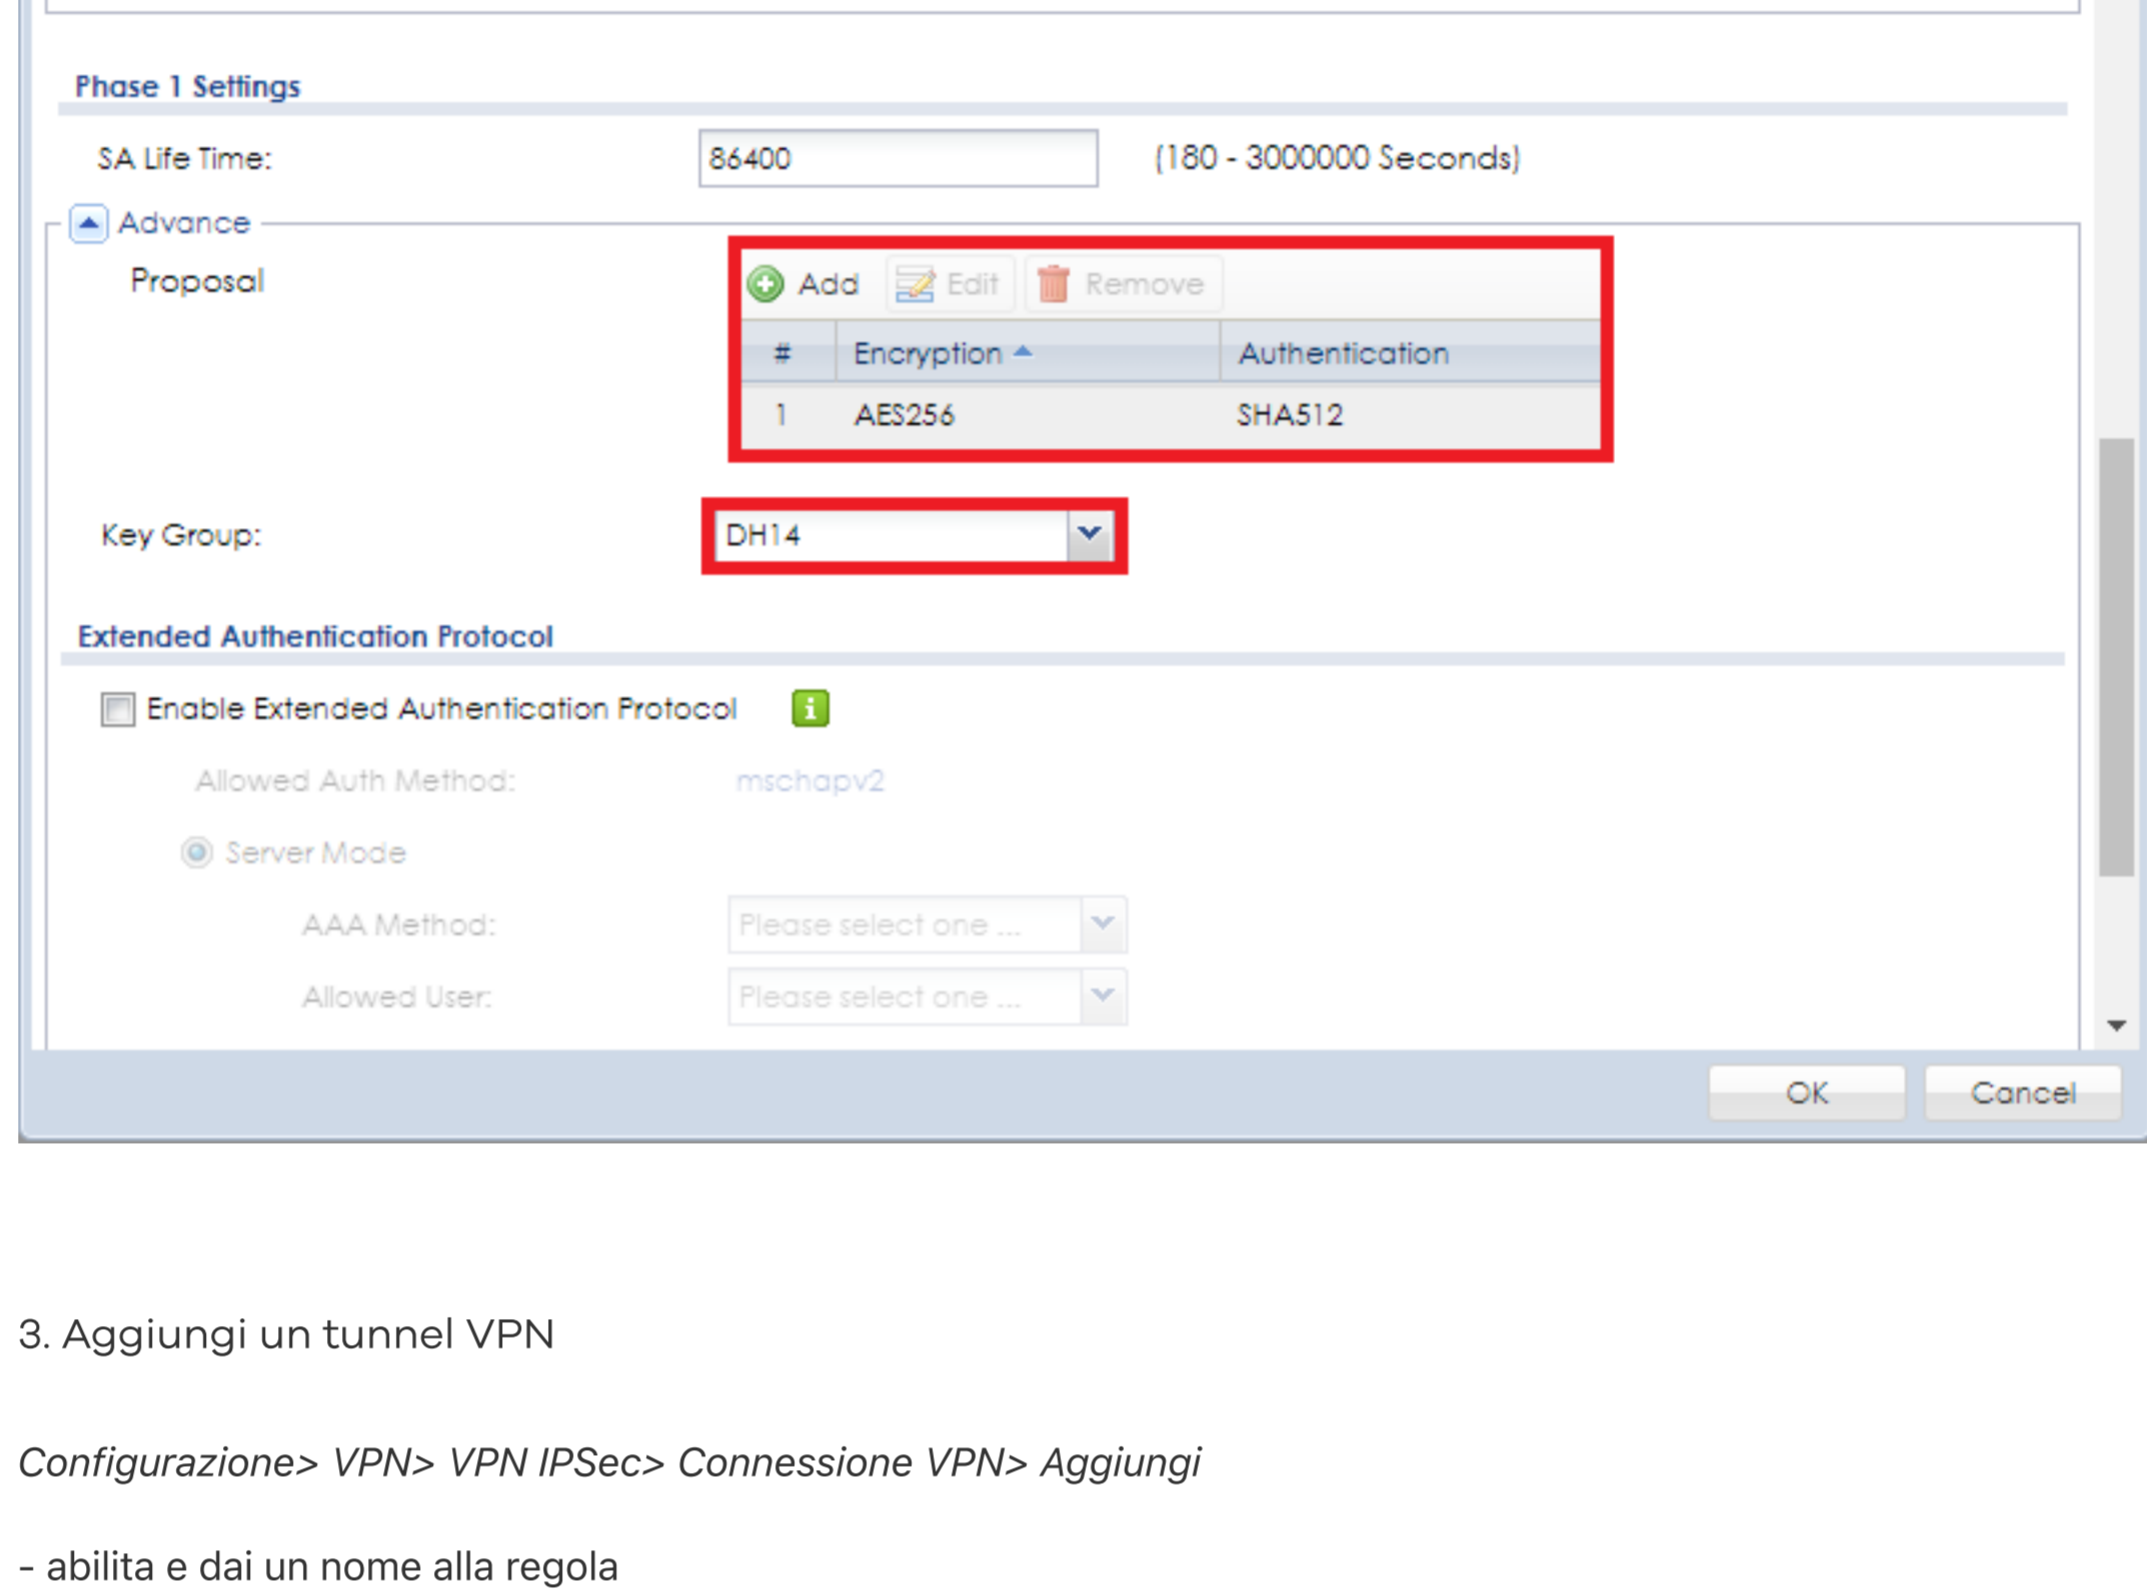 Phase 1 Settings
SA Life Time: 86400 (180 - 3000000 Seconds)
Advance
Proposal
Add Edit Remove
# Encryption Authentication
1 AES256 SHA512
Key Group: DH14
Extended Authentication Protocol
Enable Extended Authentication Protocol i
Allowed Auth Method: mschapv2
Server Mode
AAA Method: Please select one ...
Allowed User: Please select one ...
OK Cancel
3. Aggiungi un tunnel VPN
Configurazione> VPN> VPN IPSec> Connessione VPN> Aggiungi
- abilita e dai un nome alla regola